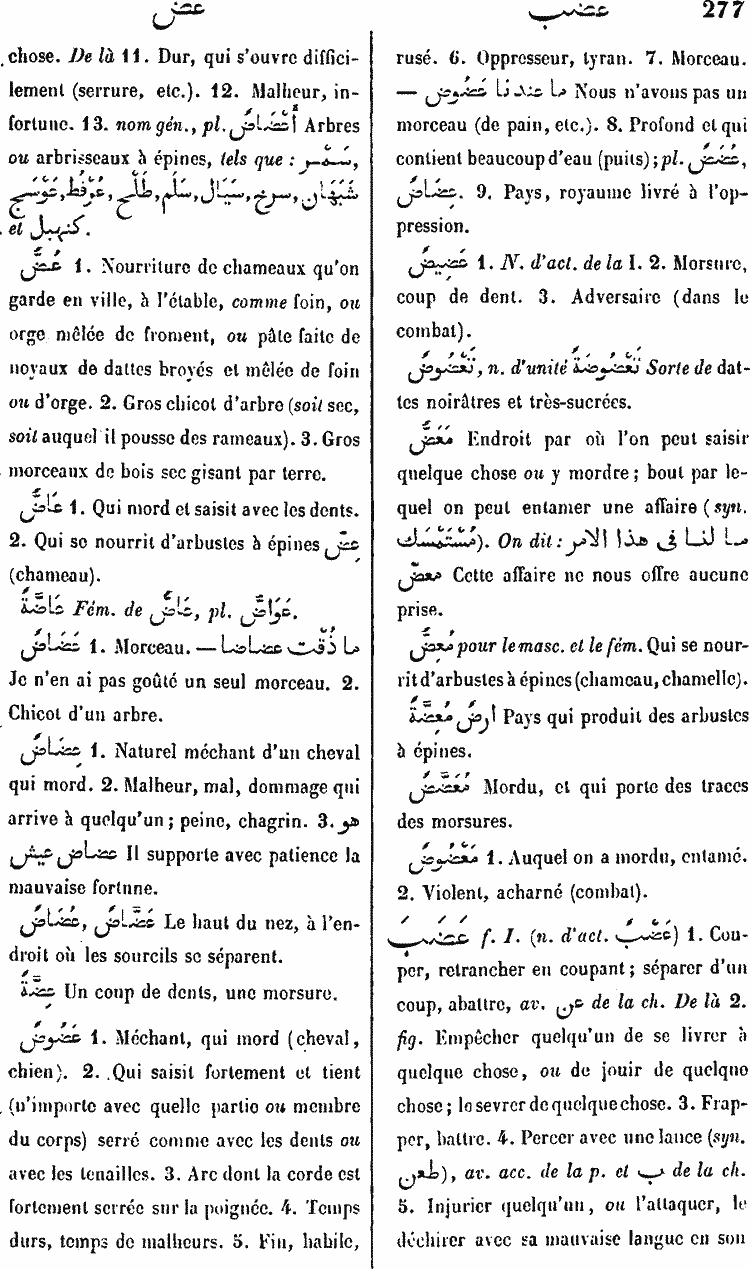 عض
عضب
277
chose. De là 11. Dur, qui s'ouvre diffici-
lement (serrure, etc.). 12. Malheur, in-
fortune. 13. nom gén., pl. أَعْضَاضٌ Arbres
ou arbrisseaux à épines, tels que : سَمُر,
شَبَهَان, سرح, سَيَال, سَلَم, طَلْح, عُرْفُط, عَوْسَج
et كنهبل.
عُضٌّ 1. Nourriture de chameaux qu'on
garde en ville, à l'étable, comme foin, ou
orge mêlée de froment, ou pâte faite de
noyaux de dattes broyés et mêlée de foin
ou d'orge. 2. Gros chicot d'arbre (soit sec,
soit auquel il pousse des rameaux). 3. Gros
morceaux de bois sec gisant par terre.
عَاضٌّ 1. Qui mord et saisit avec les dents.
2. Qui se nourrit d'arbustes à épines عِضّ
(chameau).
عَاضَّةٌ Fém. de عَاضٌّ, pl. عَوَاضُّ.
عَضَاضٌ 1. Morceau. — ما ذُقْت عضاضا
Je n'en ai pas goûté un seul morceau. 2.
Chicot d'un arbre.
عِضَاضٌ 1. Naturel méchant d'un cheval
qui mord. 2. Malheur, mal, dommage qui
arrive à quelqu'un ; peine, chagrin. 3. هو
عضاض عيش Il supporte avec patience la
mauvaise fortune.
عُضَاضٌ, عُضَّاضٌ Le haut du nez, à l'en-
droit où les sourcils se séparent.
عَضَّةٌ Un coup de dents, une morsure.
عَضُوضٌ 1. Méchant, qui mord (cheval,
chien). 2. Qui saisit fortement et tient
(n'importe avec quelle partie ou membre
du corps) serré comme avec les dents ou
avec les tenailles. 3. Arc dont la corde est
fortement serrée sur la poignée. 4. Temps
durs, temps de malheurs. 5. Fin, habile,
rusé. 6. Oppresseur, tyran. 7. Morceau.
— ما عندنا عَضُوض Nous n'avons pas un
morceau (de pain, etc.). 8. Profond et qui
contient beaucoup d'eau (puits) ; pl. عُضُضٌ,
عِضَاضٌ. 9. Pays, royaume livré à l'op-
pression.
عَضِيضٌ 1. N. d'act. de la I. 2. Morsure,
coup de dent. 3. Adversaire (dans le
combat).
تَعْضُوضٌ, n. d'unité تَعْضُوضَةٌ Sorte de dat-
tes noirâtres et très-sucrées.
مَعَضٌّ Endroit par où l'on peut saisir
quelque chose ou y mordre ; bout par le-
quel on peut entamer une affaire (syn.
مُسْتَمْسَك). On dit : ما لنا فى هذا الامر
معضّ Cette affaire ne nous offre aucune
prise.
مُعِضٌّ pour le masc. et le fém. Qui se nour-
rit d'arbustes à épines (chameau, chamelle).
أرض مُعِضَّةٌ Pays qui produit des arbustes
à épines.
مُعَضَّضٌ Mordu, et qui porte des traces
des morsures.
مَعْضُوضٌ 1. Auquel on a mordu, entamé.
2. Violent, acharné (combat).
عَضَبَ f. I. (n. d'act. عَضْبٌ) 1. Cou-
per, retrancher en coupant ; séparer d'un
coup, abattre, av. عن de la ch. De là 2.
fig. Empêcher quelqu'un de se livrer à
quelque chose, ou de jouir de quelque
chose ; le sevrer de quelque chose. 3. Frap-
per, battre. 4. Percer avec une lance (syn.
طعن), av. acc. de la p. et ب de la ch.
5. Injurier quelqu'un, ou l'attaquer, le
déchirer avec sa mauvaise langue en son